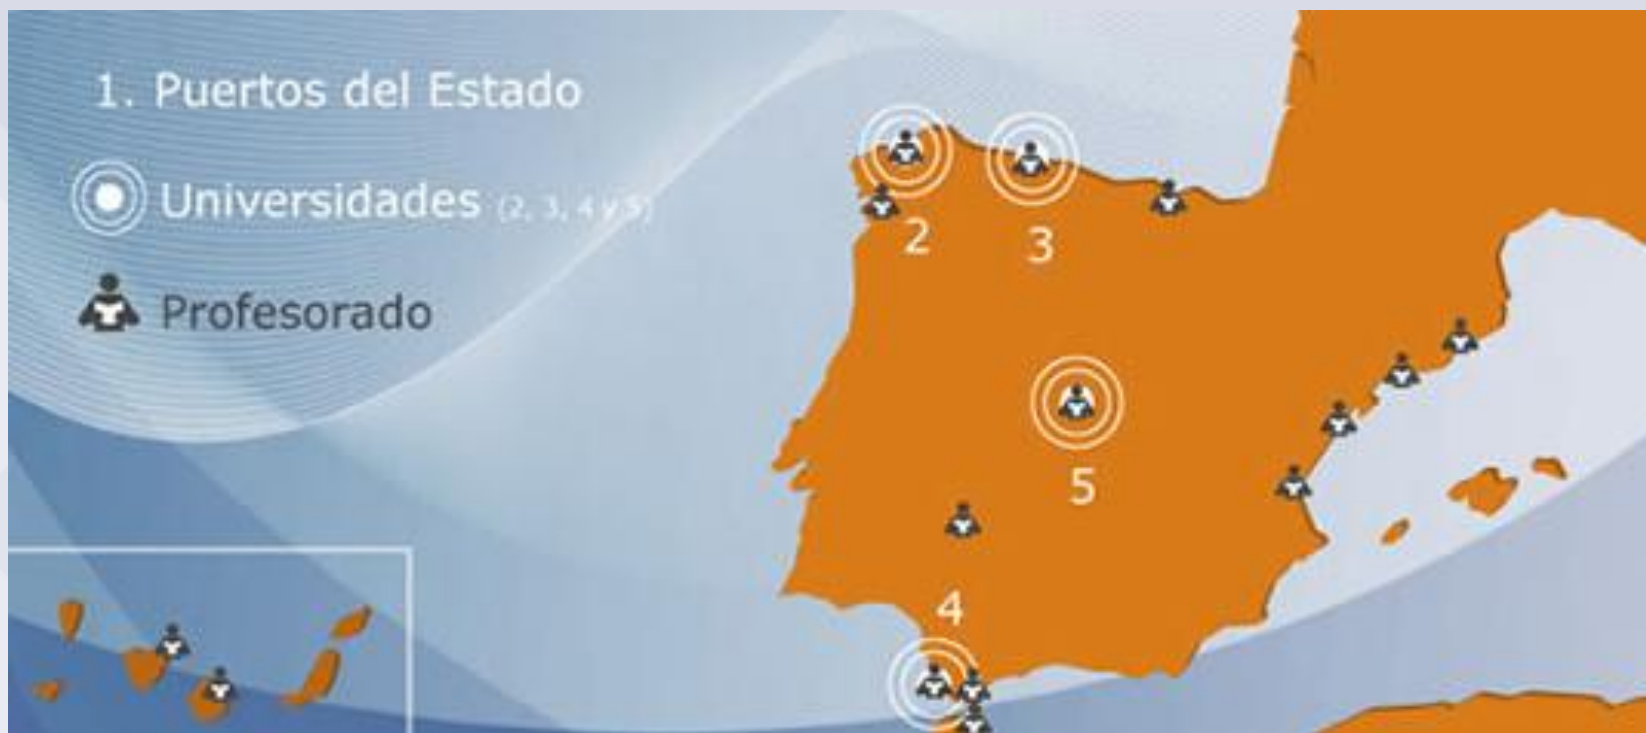 1. Puertos del Estado
Universidades (2, 3, 4 y 5)
Profesorado
2
3
5
4